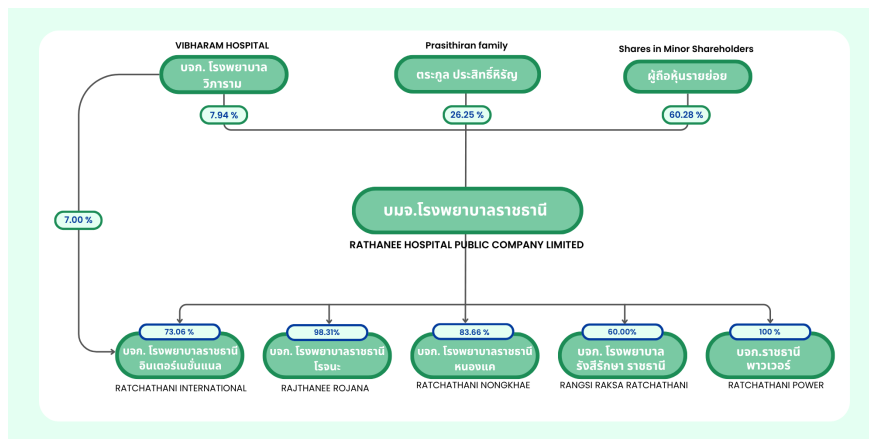 VIBHARAM HOSPITAL
Prasithiran family
Shares in Minor Shareholders
บจก. โรงพยาบาล
วิภาราม
ตระกูล ประสิทธิ์หิรัญ
ผู้ถือหุ้นรายย่อย
7.94 %
26.25 %
60.28 %
7.00 %
บมจ.โรงพยาบาลราชธานี
RATHANEE HOSPITAL PUBLIC COMPANY LIMITED
73.06 %
98.31%
83.66 %
60.00%
100 %
บจก. โรงพยาบาลราชธานี
อินเตอร์เนชั่นแนล
บจก. โรงพยาบาลราชธานี
โรจนะ
บจก. โรงพยาบาลราชธานี
หนองแค
บจก. โรงพยาบาล
รังสีรักษา ราชธานี
บจก.ราชธานี
พาวเวอร์
RATCHATHANI INTERNATIONAL
RAJTHANEE ROJANA
RATCHATHANI NONGKHAE
RANGSI RAKSA RATCHATHANI
RATCHATHANI POWER